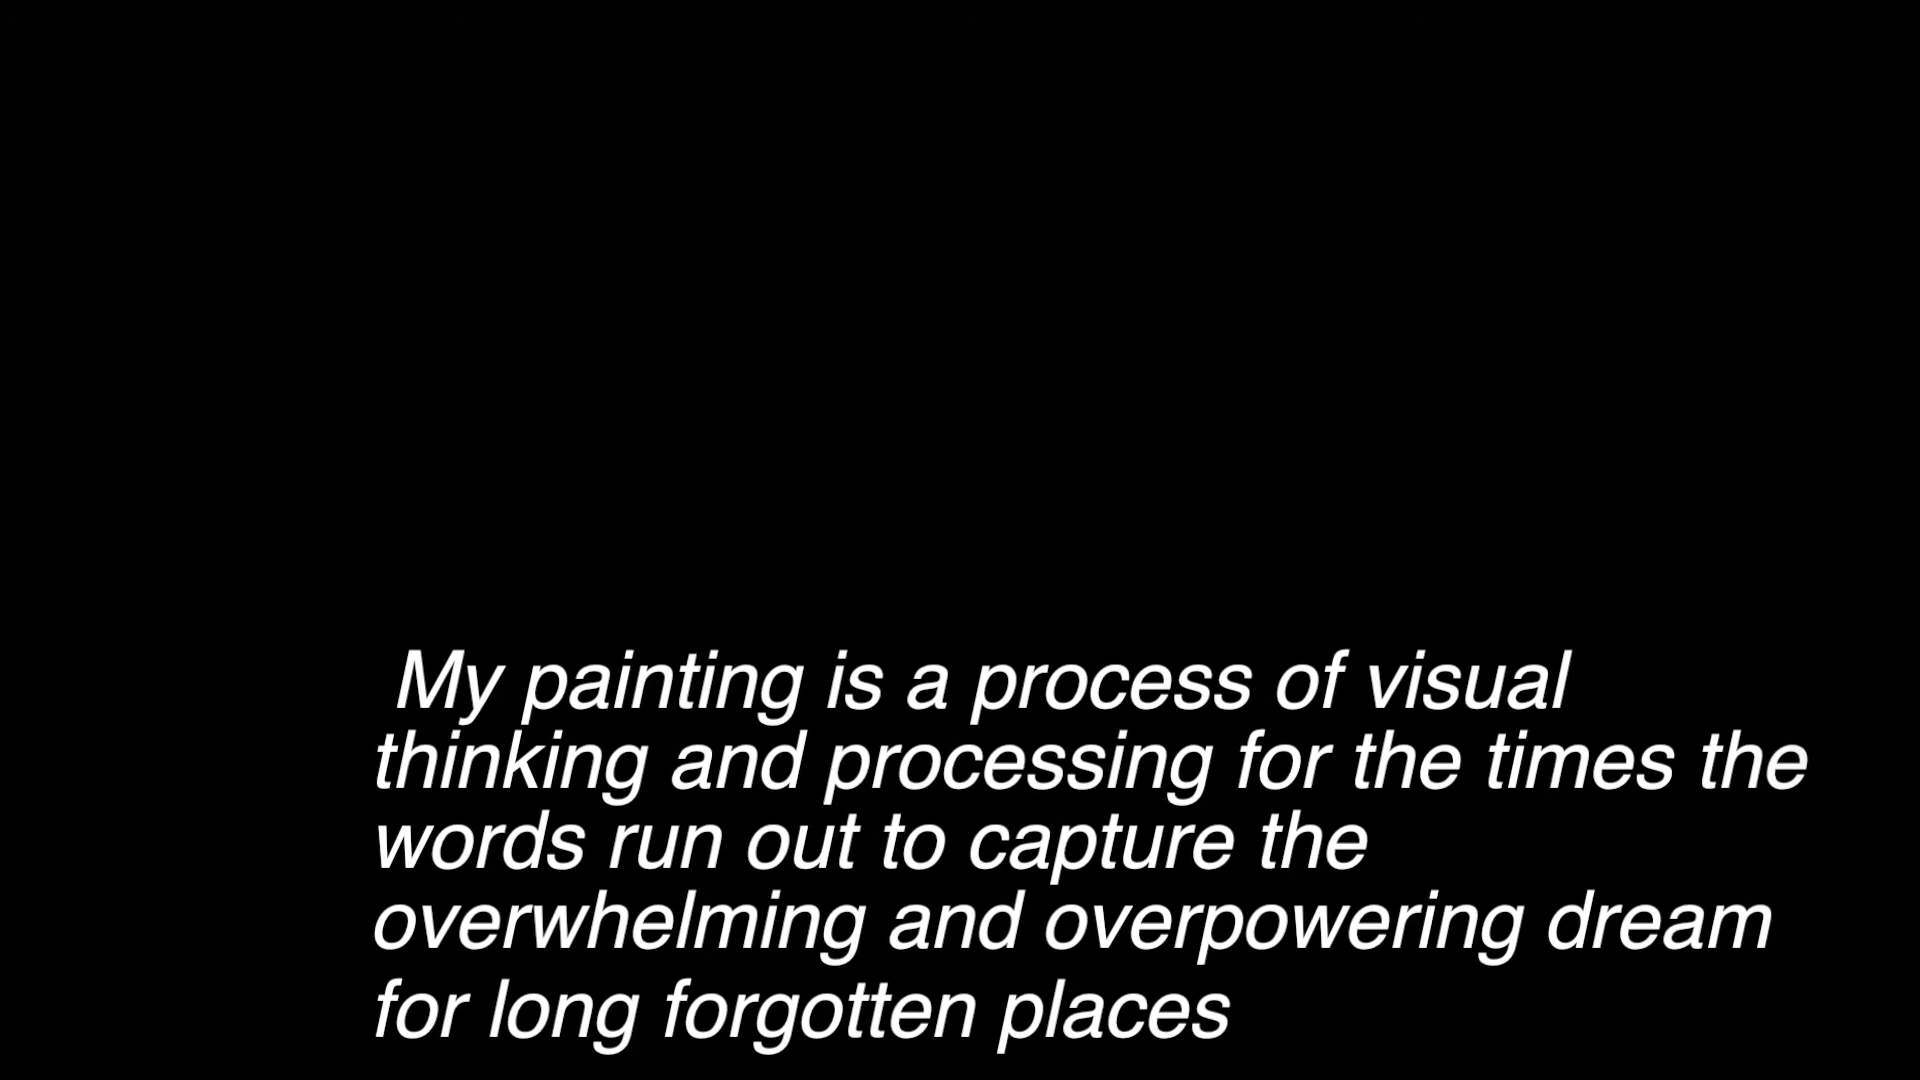 My painting is a process of visual
thinking and processing for the times the
words run out to capture the
overwhelming and overpowering dream
for long forgotten places